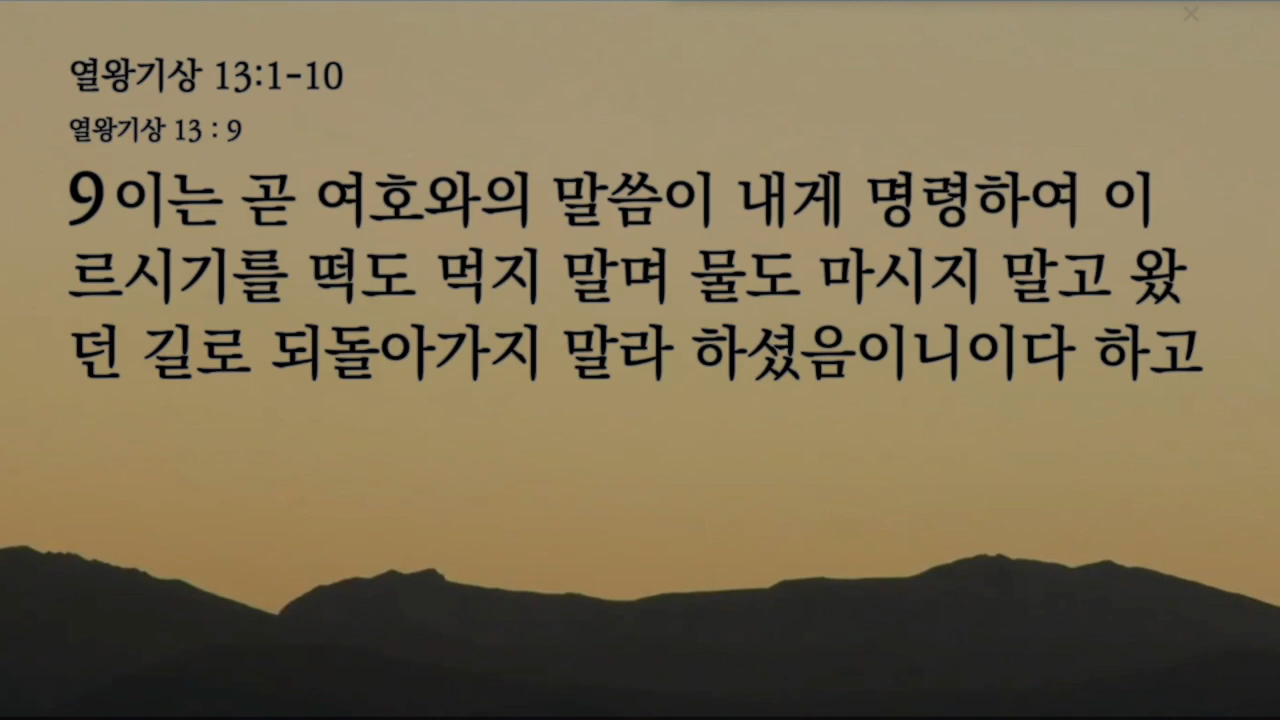 열왕기상 13:1-10
열왕기상 13 : 9
9 이는 곧 여호와의 말씀이 내게 명령하여 이
르시기를 떡도 먹지 말며 물도 마시지 말고 왔
던 길로 되돌아가지 말라 하셨음이니이다 하고